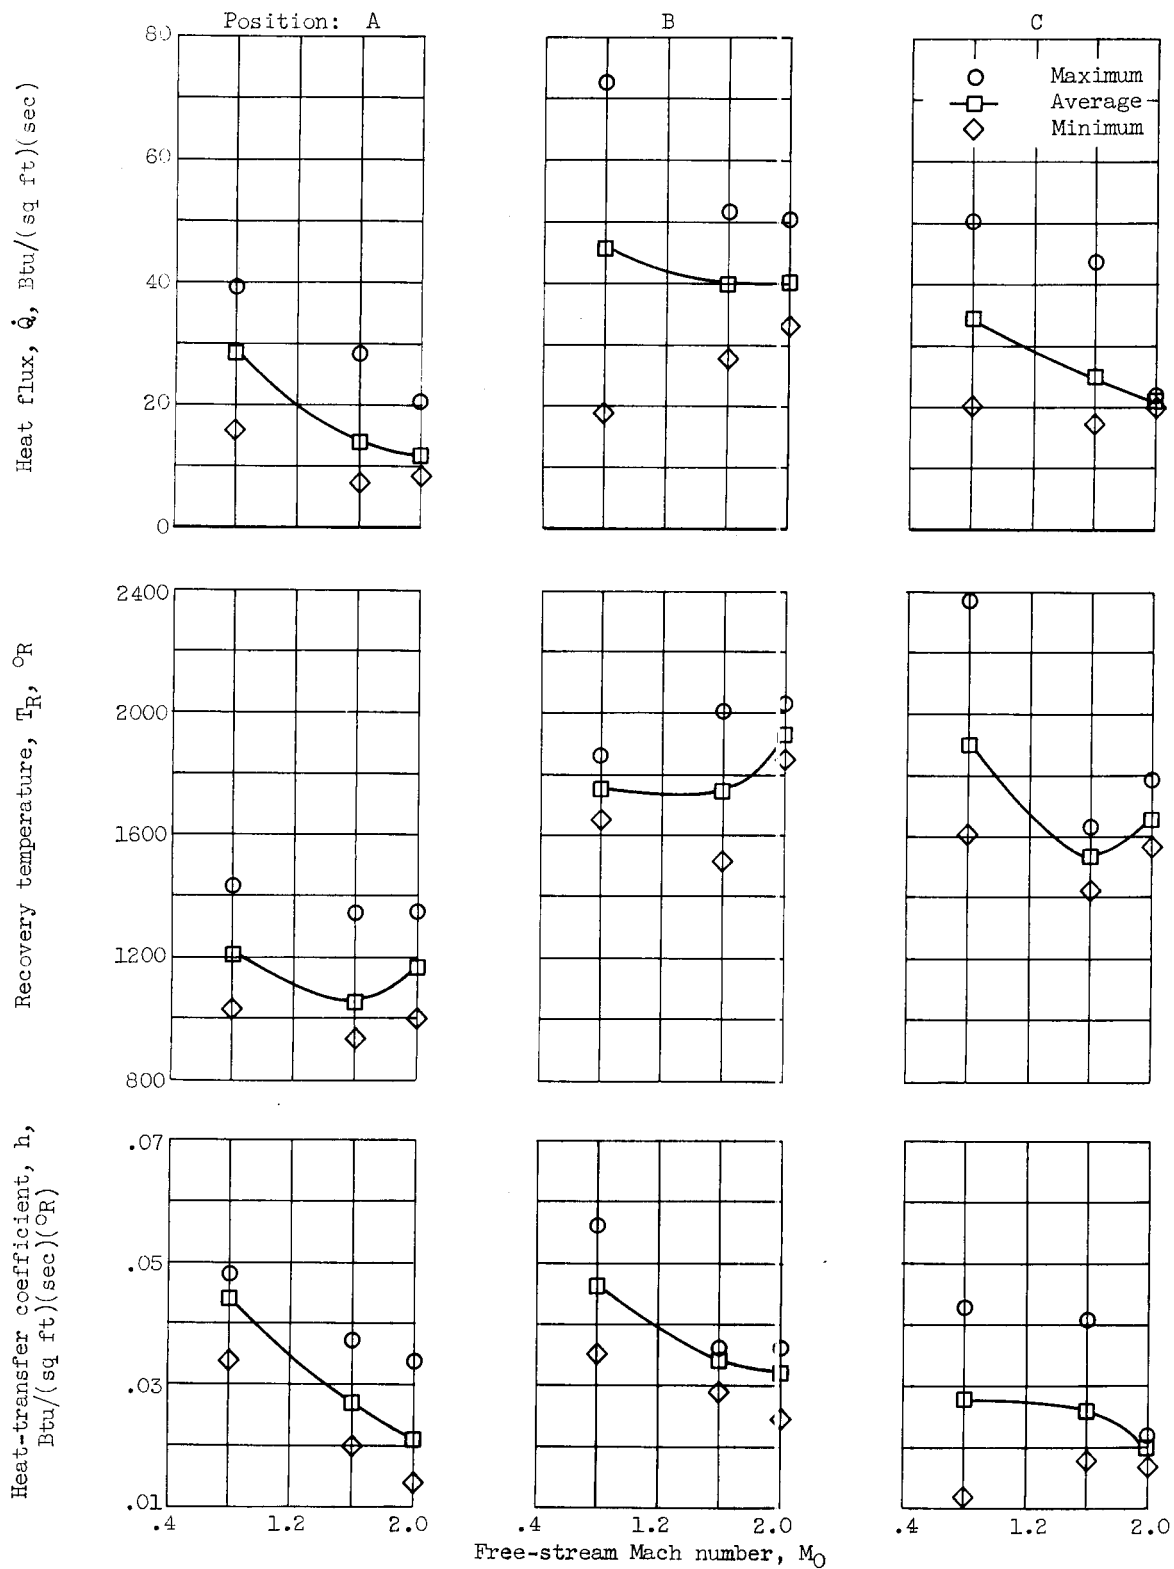 Position: A
B
C
80
60
40
20
0
Heat flux, Q̇, Btu/(sq ft)(sec)
Maximum
Average
Minimum
2400
2000
1600
1200
800
Recovery temperature, TR, °R
.07
.05
.03
.01
Heat-transfer coefficient, h,
Btu/(sq ft)(sec)(°R)
.4 1.2 2.0
.4 1.2 2.0
.4 1.2 2.0
Free-stream Mach number, M0